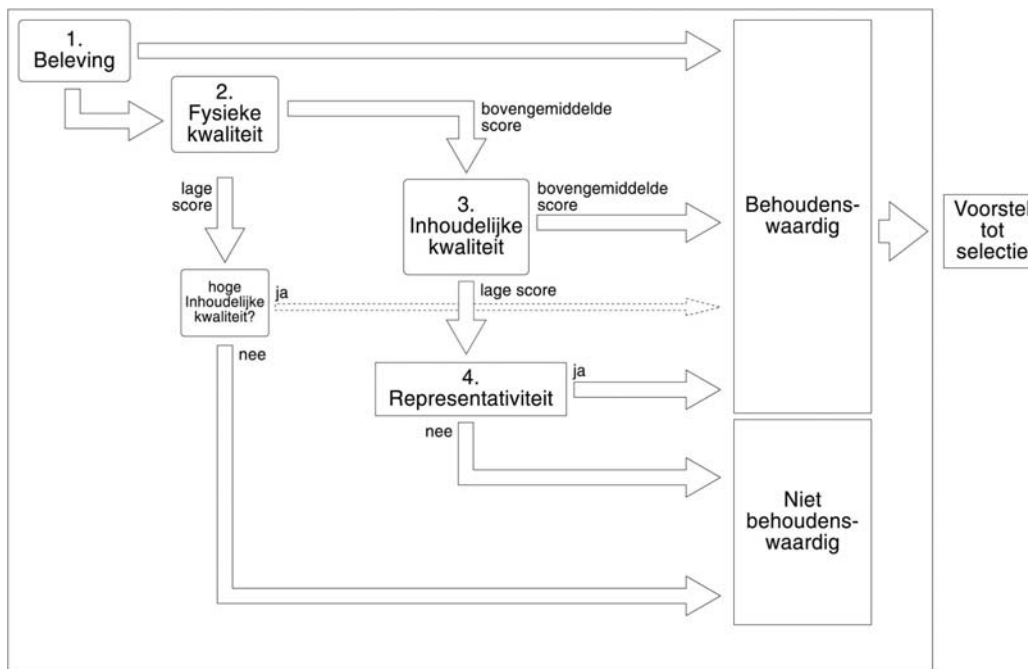 1.
Beleving
2.
Fysieke
kwaliteit
bovengemiddelde
score
lage
score
3.
Inhoudelijke
kwaliteit
bovengemiddelde
score
Behoudens-
waardig
Voorstel
tot
selectie
hoge
Inhoudelijke
kwaliteit?
ja
lage score
nee
4.
Representativiteit
ja
nee
Niet
behoudens-
waardig